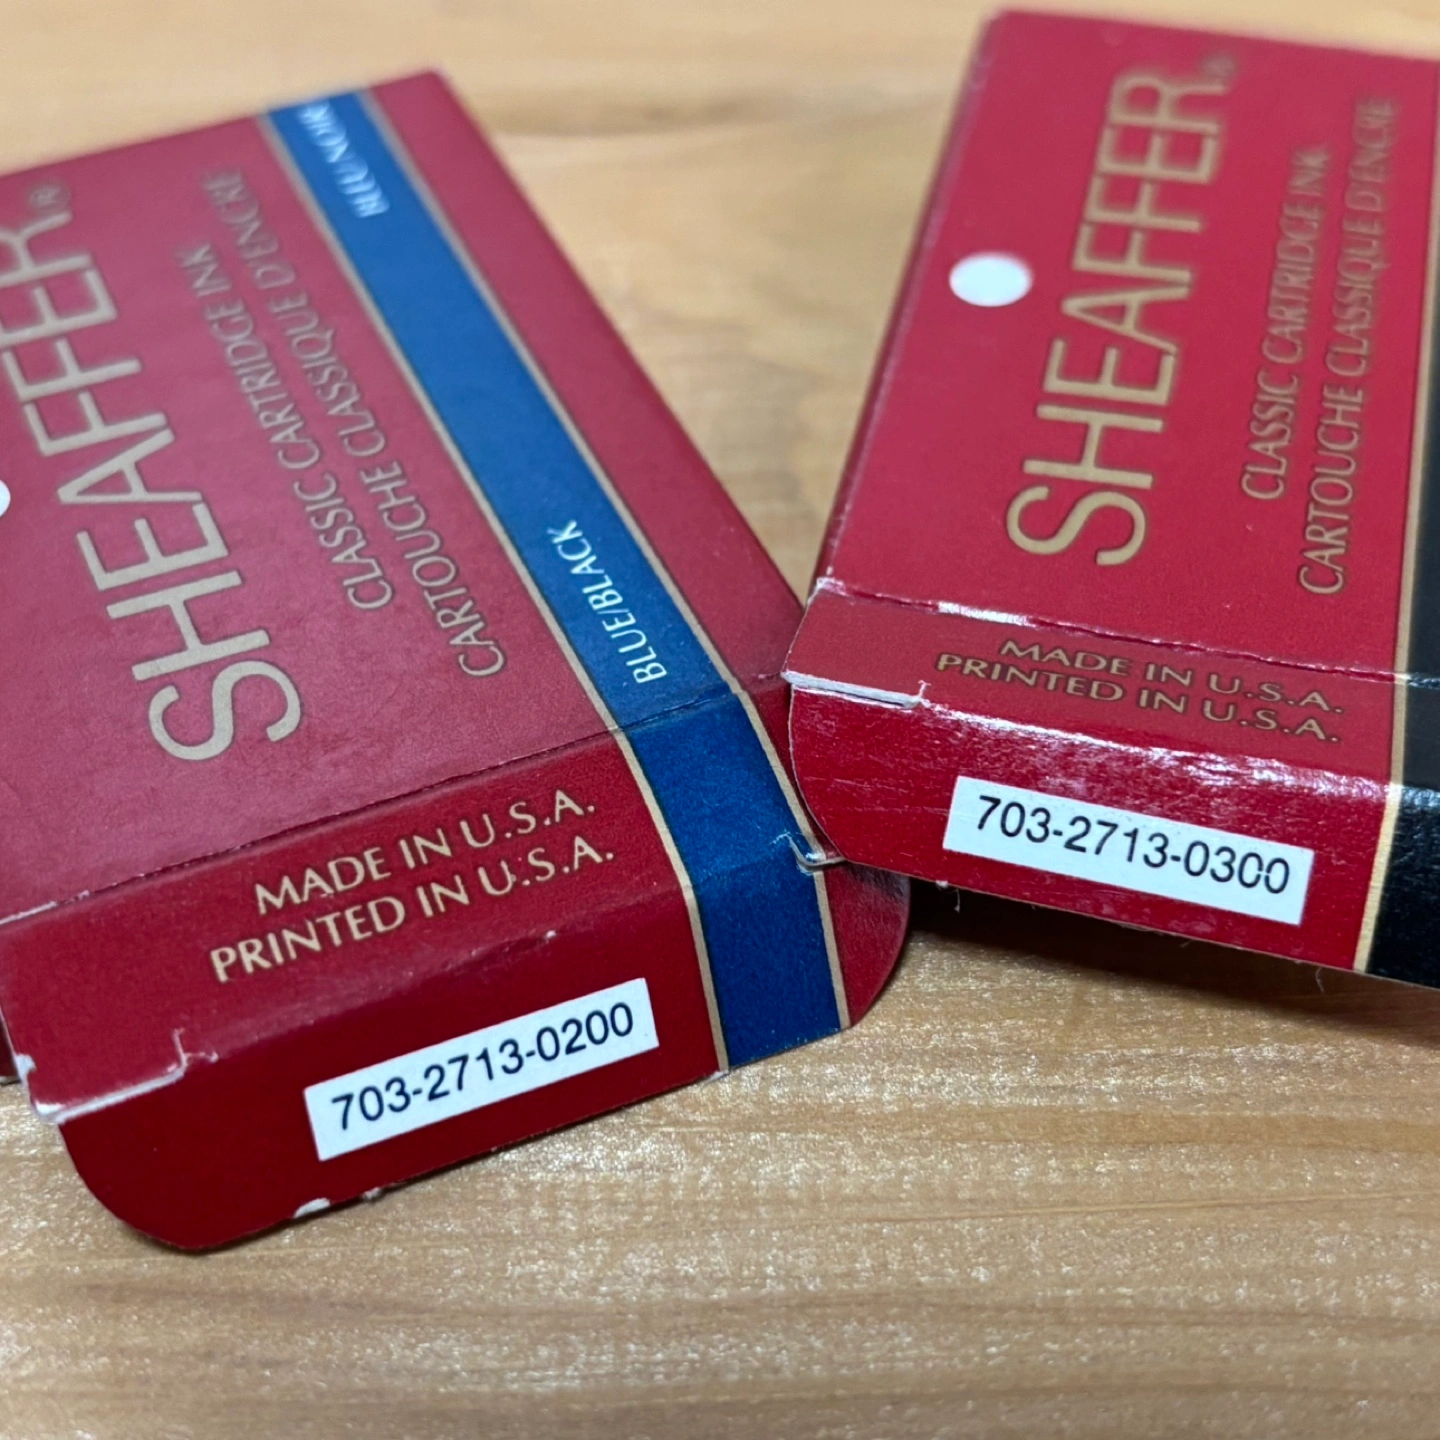 SHEAFFER®
CLASSIC CARTRIDGE INK
CARTOUCHE CLASSIQUE D'ENCRE
BLUE/BLACK
BLEU/NOIR
MADE IN U.S.A.
PRINTED IN U.S.A.
703-2713-0200
SHEAFFER®
CLASSIC CARTRIDGE INK
CARTOUCHE CLASSIQUE D'ENCRE
MADE IN U.S.A.
PRINTED IN U.S.A.
703-2713-0300